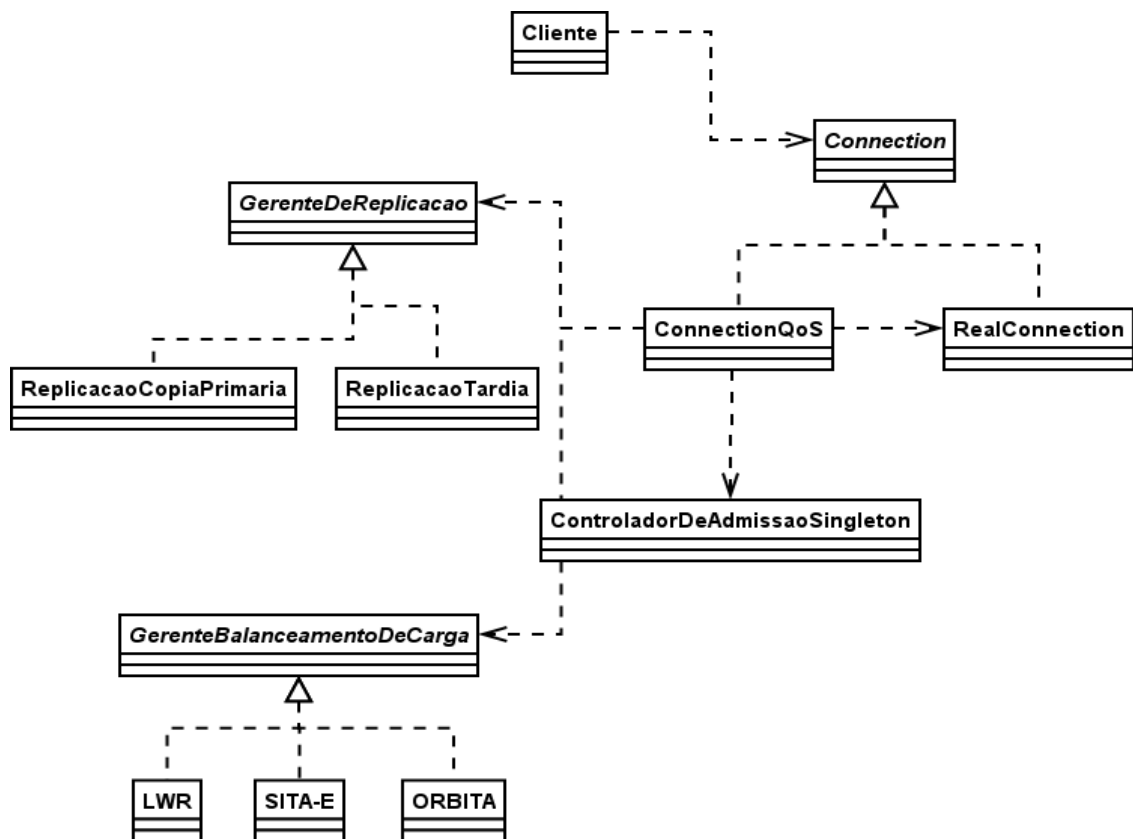 Cliente
Connection
GerenteDeReplicacao
ConnectionQoS
RealConnection
ReplicacaoCopiaPrimaria
ReplicacaoTardia
ControladorDeAdmissaoSingleton
GerenteBalanceamentoDeCarga
LWR
SITA-E
ORBITA